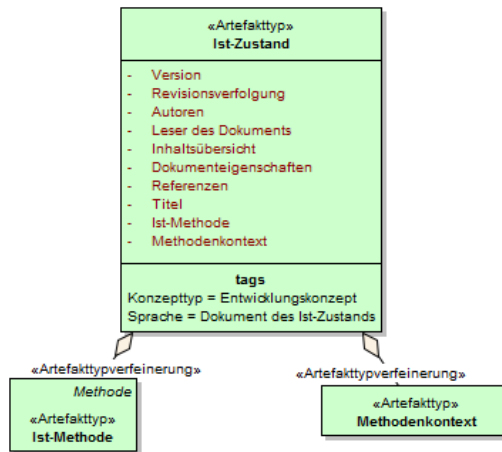 «Artefakttyp»
Ist-Zustand
- Version
- Revisionsverfolgung
- Autoren
- Leser des Dokuments
- Inhaltsübersicht
- Dokumenteigenschaften
- Referenzen
- Titel
- Ist-Methode
- Methodenkontext
tags
Konzepttyp = Entwicklungskonzept
Sprache = Dokument des Ist-Zustands
«Artefakttypverfeinerung»
«Artefakttypverfeinerung»
Methode
«Artefakttyp»
Ist-Methode
«Artefakttyp»
Methodenkontext